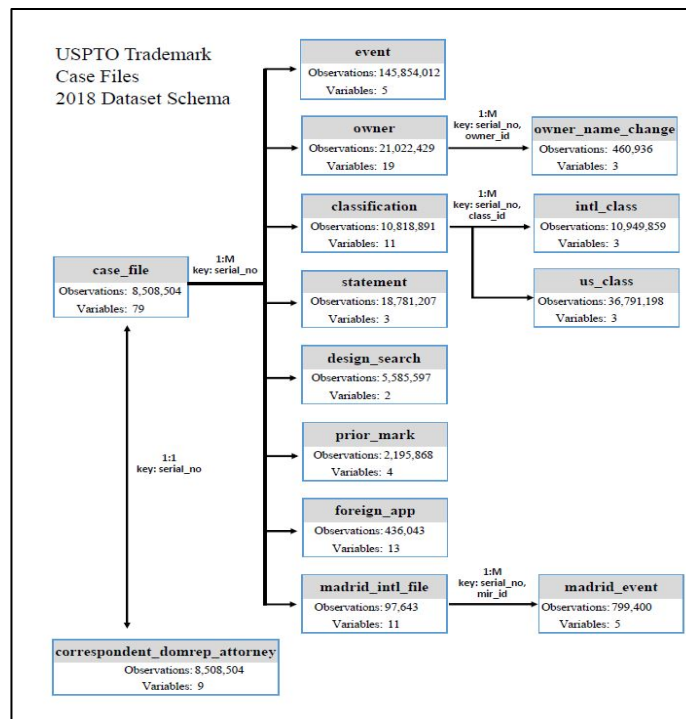 USPTO Trademark
Case Files
2018 Dataset Schema
event
Observations: 145,854,012
Variables: 5
owner
Observations: 21,022,429
Variables: 19
1:M
key: serial_no,
owner_id
owner_name_change
Observations: 460,936
Variables: 3
classification
Observations: 10,818,891
Variables: 11
1:M
key: serial_no,
class_id
intl_class
Observations: 10,949,859
Variables: 3
us_class
Observations: 36,791,198
Variables: 3
case_file
Observations: 8,508,504
Variables: 79
1:M
key: serial_no
statement
Observations: 18,781,207
Variables: 3
design_search
Observations: 5,585,597
Variables: 2
prior_mark
Observations: 2,195,868
Variables: 4
1:1
key: serial_no
foreign_app
Observations: 436,043
Variables: 13
madrid_intl_file
Observations: 97,643
Variables: 11
1:M
key: serial_no,
mir_id
madrid_event
Observations: 799,400
Variables: 5
correspondent_domrep_attorney
Observations: 8,508,504
Variables: 9